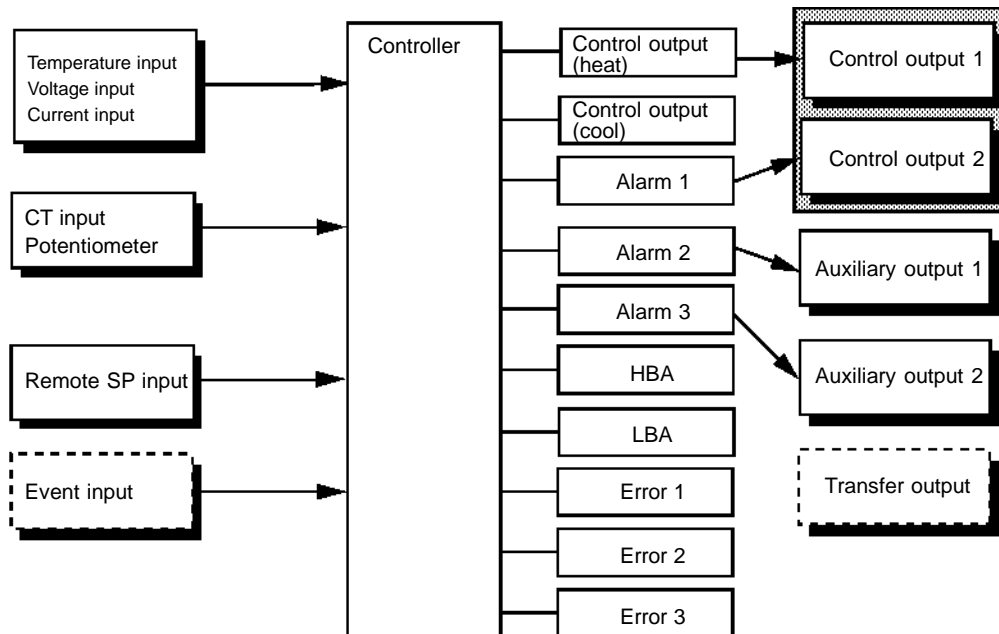 Temperature input
Voltage input
Current input
CT input
Potentiometer
Remote SP input
Event input
Controller
Control output
(heat)
Control output
(cool)
Alarm 1
Alarm 2
Alarm 3
HBA
LBA
Error 1
Error 2
Error 3
Control output 1
Control output 2
Auxiliary output 1
Auxiliary output 2
Transfer output